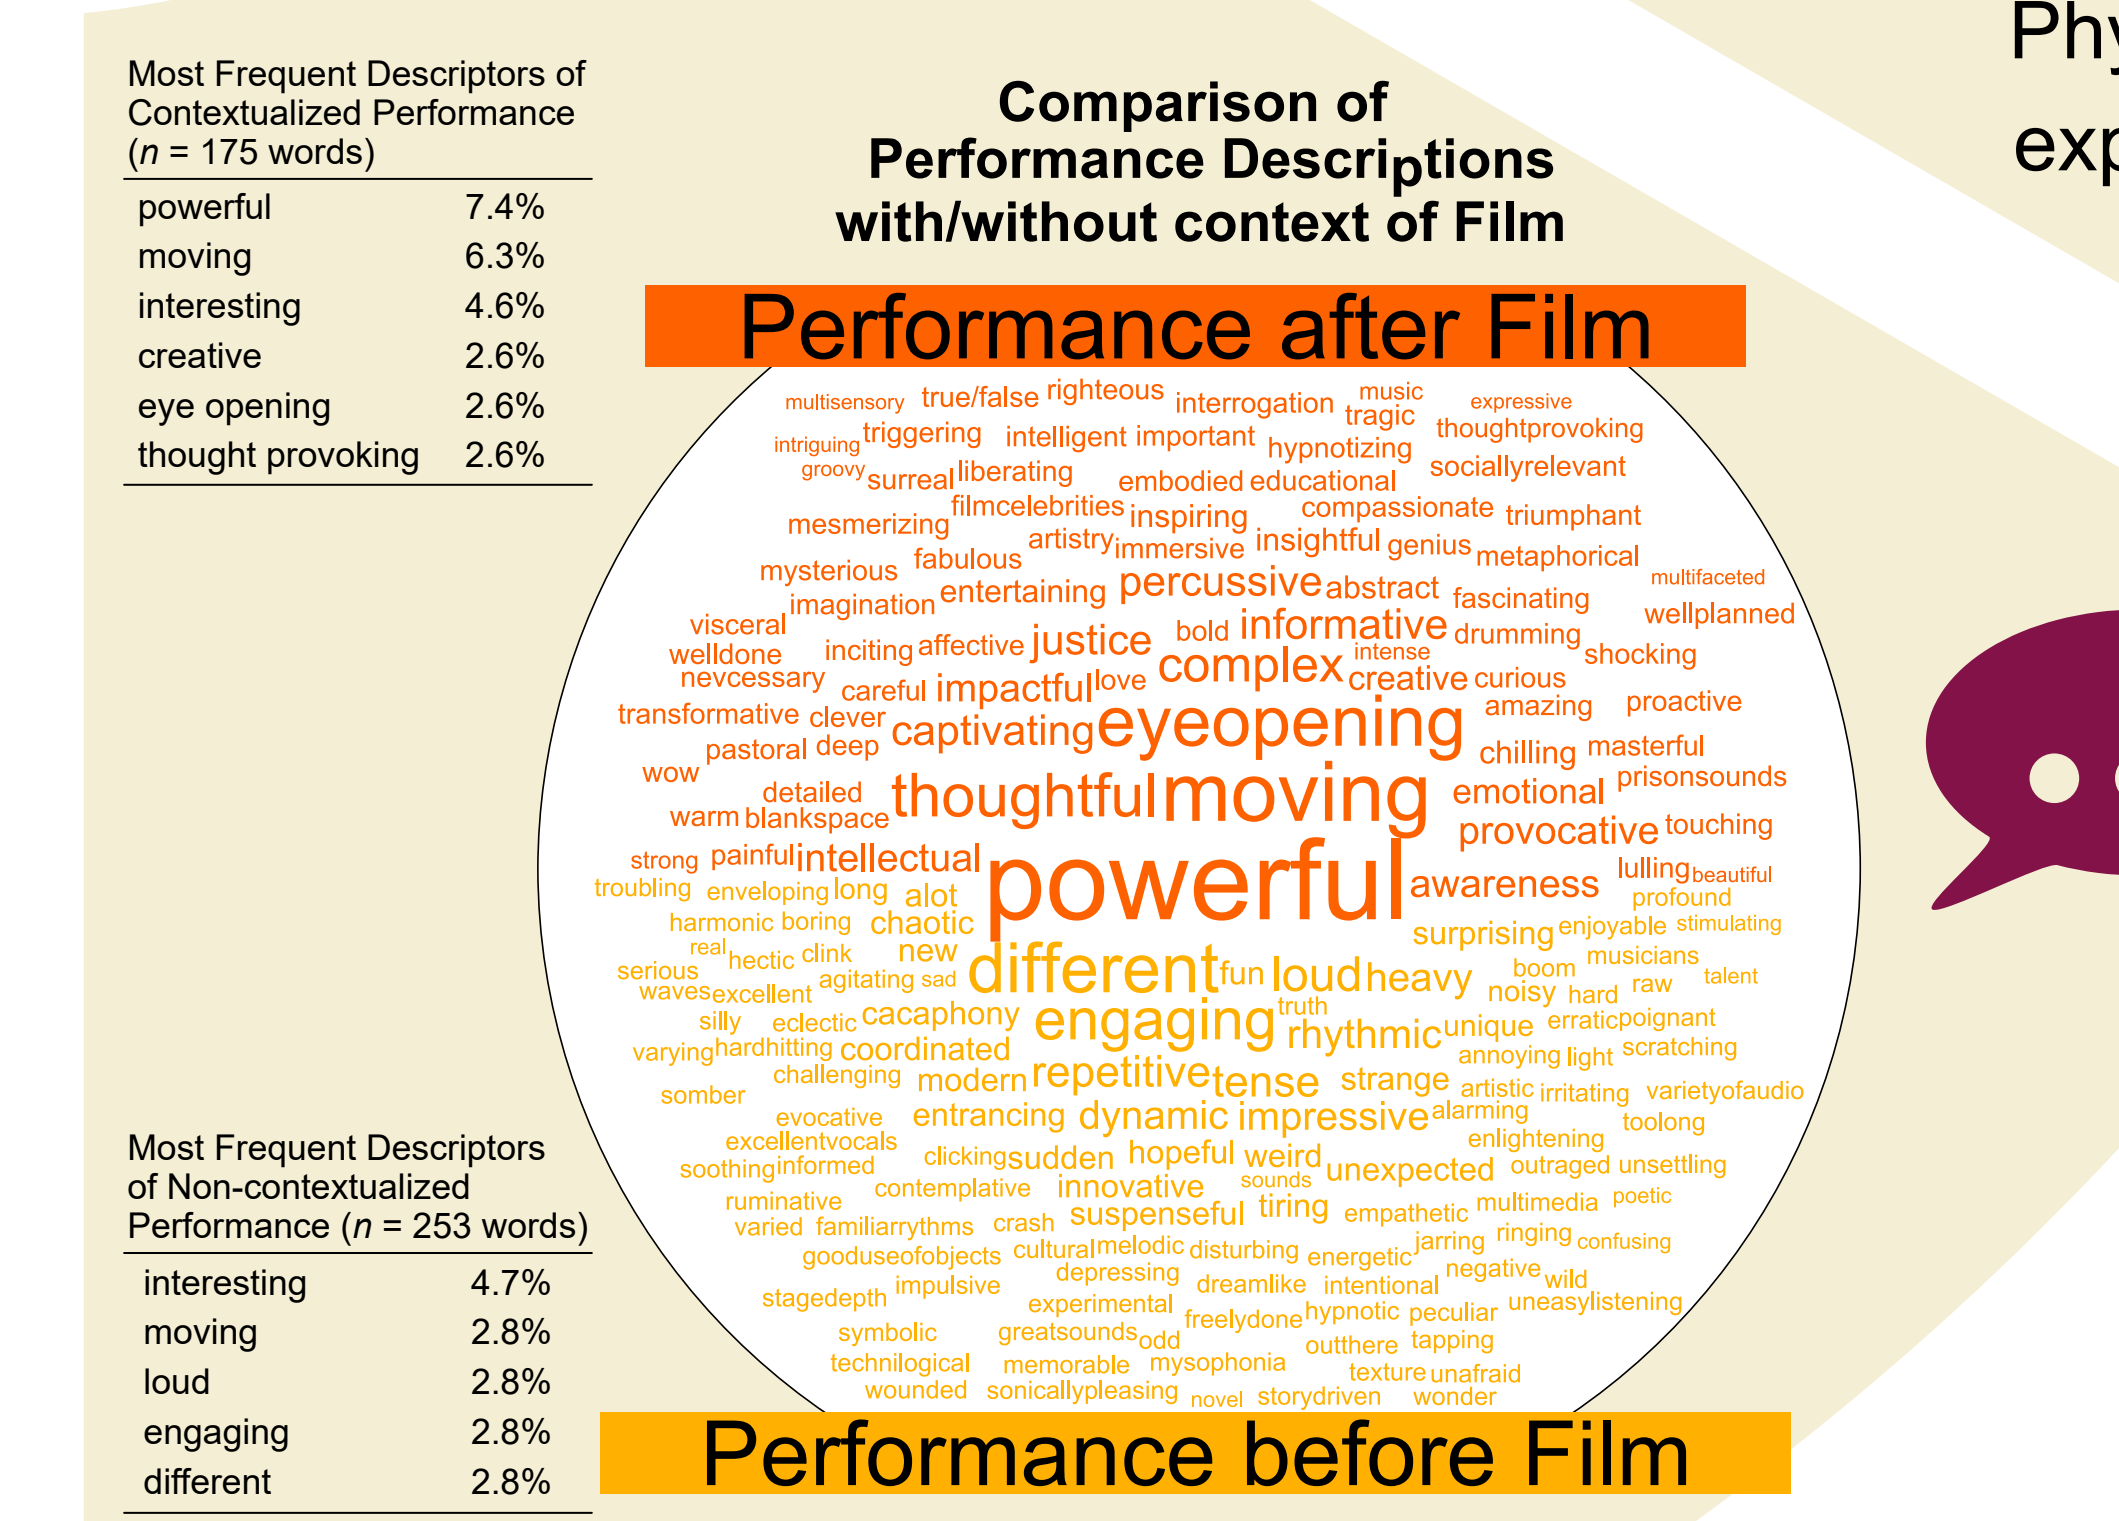 Most Frequent Descriptors of
Contextualized Performance
(n = 175 words)
powerful 7.4%
moving 6.3%
interesting 4.6%
creative 2.6%
eye opening 2.6%
thought provoking 2.6%
Comparison of
Performance Descriptions
with/without context of Film
Performance after Film
multisensory true/false righteous interrogation music expressive
intriguing triggering intelligent important tragic thoughtprovoking
groovy surreal liberating hypnotizing sociallyrelevant
embodied educational
filmcelebrities inspiring compassionate triumphant
mesmerizing artistry immersive insightful genius metaphorical
mysterious fabulous percussive abstract multifaceted
imagination entertaining fascinating wellplanned
visceral inciting affective justice bold informative drumming
welldone complex intense shocking
nevcessary careful impactful love creative curious
transformative clever captivating eyeopening amazing proactive
pastoral deep chilling masterful
wow detailed thoughtful moving emotional prisonsounds
warm blankspace provocative touching
strong painful intellectual powerful awareness lulling beautiful
troubling enveloping long alot profound
harmonic boring chaotic surprising enjoyable stimulating
real hectic clink new different fun loud heavy boom musicians
serious agitating sad noisy hard raw talent
waves excellent
silly eclectic cacaphony engaging truth rhythmic unique erratic poignant
varying hardhitting coordinated annoying light scratching
challenging modern repetitive tense strange artistic irritating varietyofaudio
somber
evocative entrancing dynamic impressive alarming toolong
excellentvocals clicking sudden hopeful weird enlightening
soothing informed unexpected outraged unsettling
ruminative contemplative innovative sounds multimedia poetic
varied familiarrythms crash suspenseful tiring empathetic
gooduseofobjects cultural melodic disturbing energetic jarring ringing confusing
stagedepth impulsive depressing dreamlike intentional negative wild
experimental freelydone hypnotic peculiar uneasylistening
symbolic greatsounds odd outthere tapping
technilogical memorable mysophonia texture unafraid
wounded sonicallypleasing novel storydriven wonder
Performance before Film
Most Frequent Descriptors
of Non-contextualized
Performance (n = 253 words)
interesting 4.7%
moving 2.8%
loud 2.8%
engaging 2.8%
different 2.8%